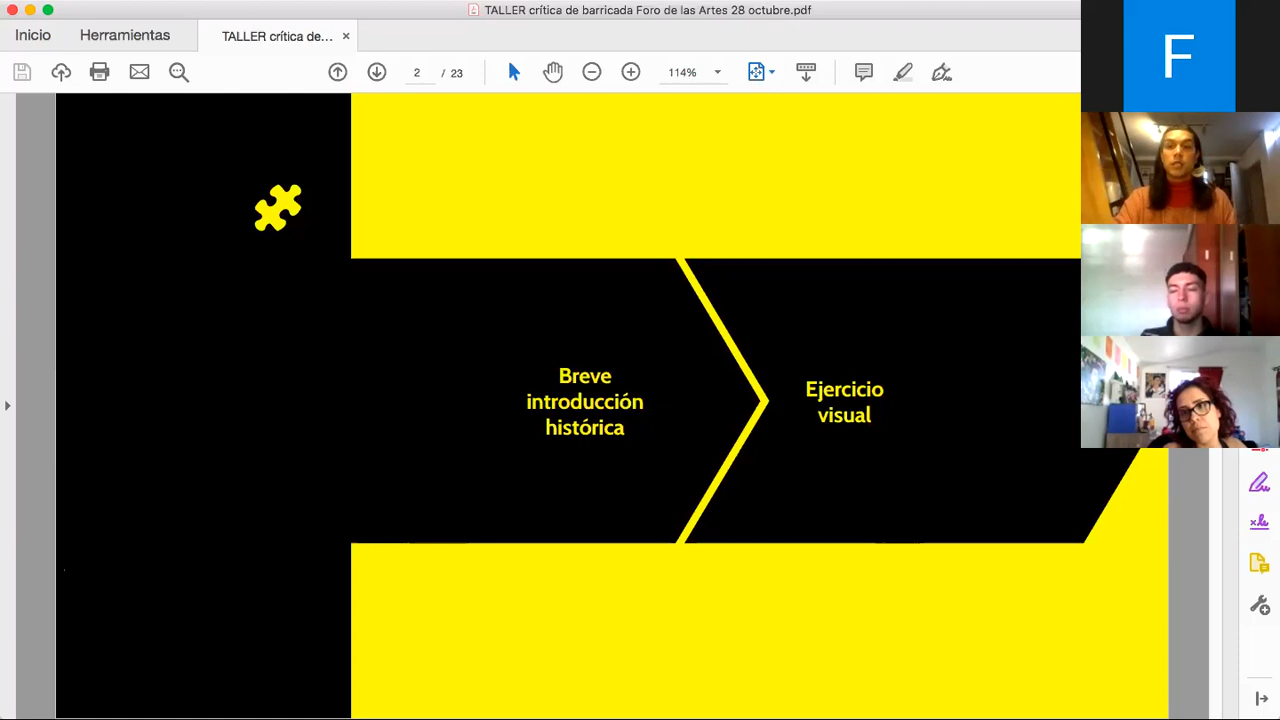 TALLER crítica de barricada Foro de las Artes 28 octubre.pdf
Inicio
Herramientas
TALLER crítica de...
2
/ 23
114%
F
Breve
introducción
histórica
Ejercicio
visual